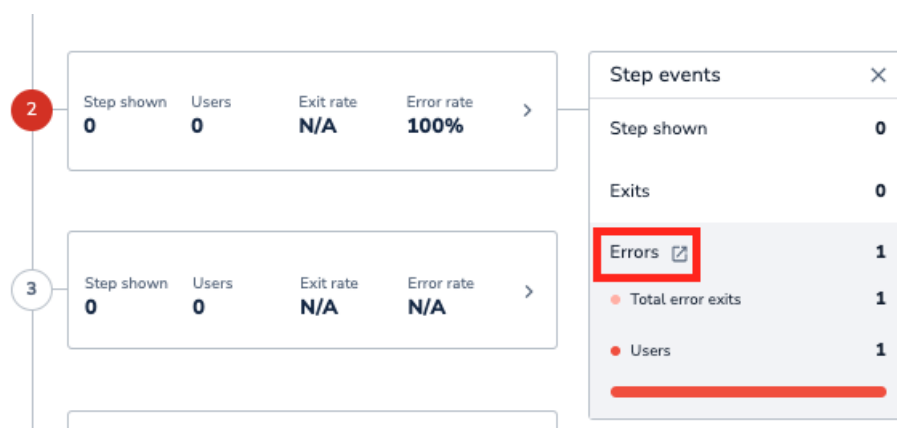 2
Step shown Users Exit rate Error rate
0 0 N/A 100%
3
Step shown Users Exit rate Error rate
0 0 N/A N/A
Step events
Step shown 0
Exits 0
Errors 1
Total error exits 1
Users 1